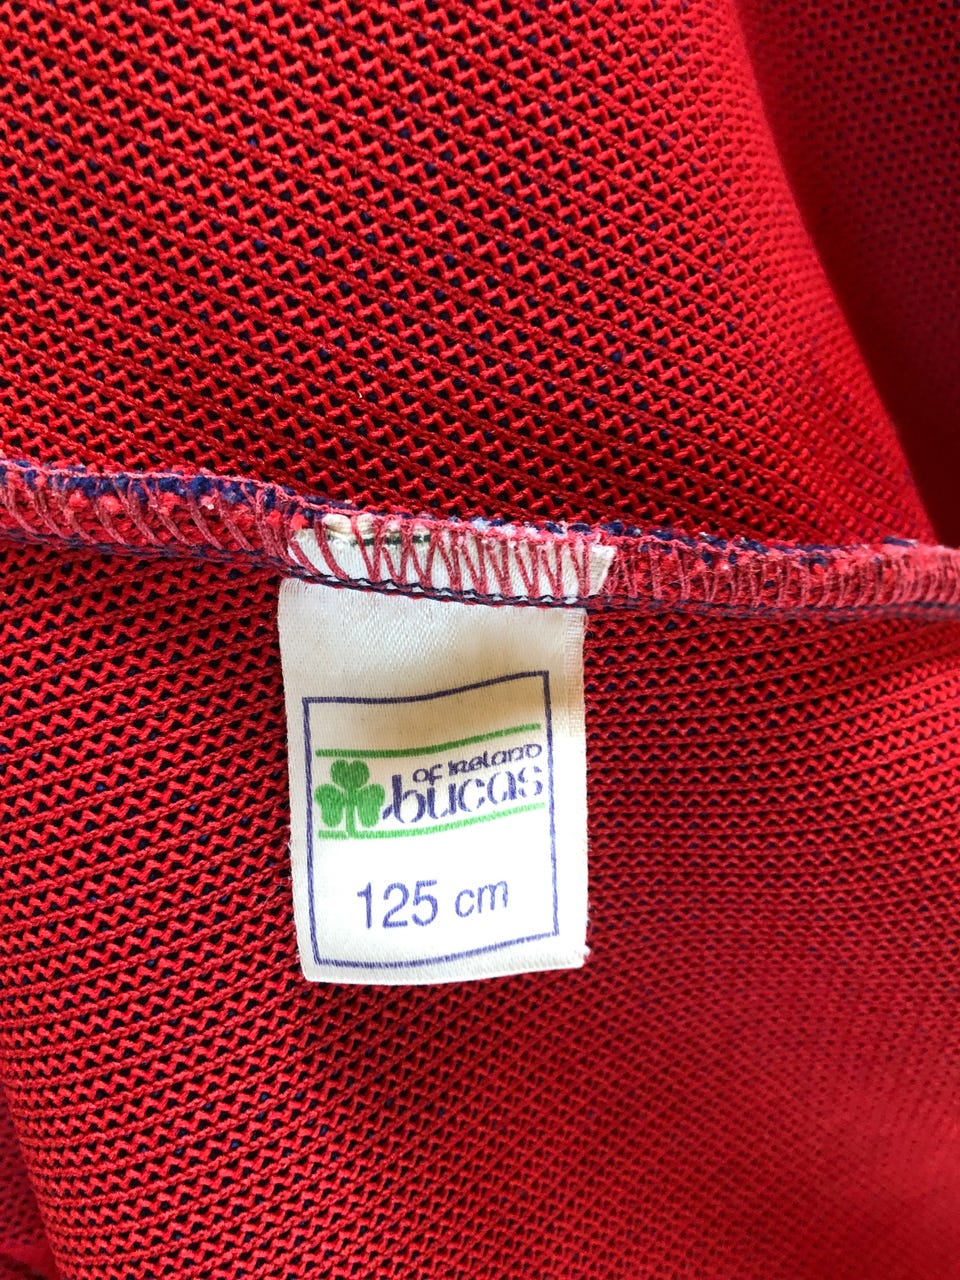 OF IRELAND
bucas
125 cm